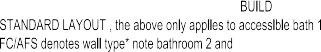 BUILD
STANDARD LAYOUT , the above only applies to accessible bath 1
FC/AFS denotes wall type* note bathroom 2 and